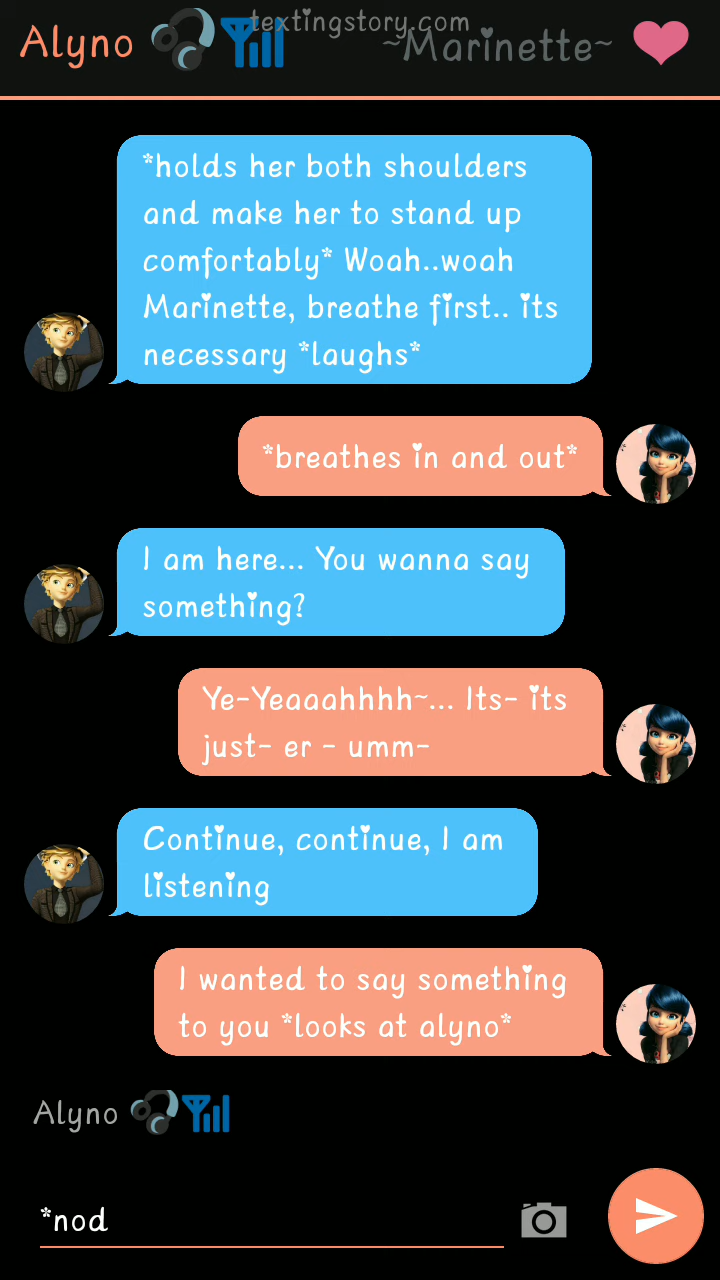 textingstory.com
Alyno
~Marinette~
*holds her both shoulders
and make her to stand up
comfortably* Woah..woah
Marinette, breathe first.. its
necessary *laughs*
*breathes in and out*
I am here... You wanna say
something?
Ye-Yeaaahhhh~... Its- its
just- er - umm-
Continue, continue, I am
listening
I wanted to say something
to you *looks at alyno*
Alyno
*nod